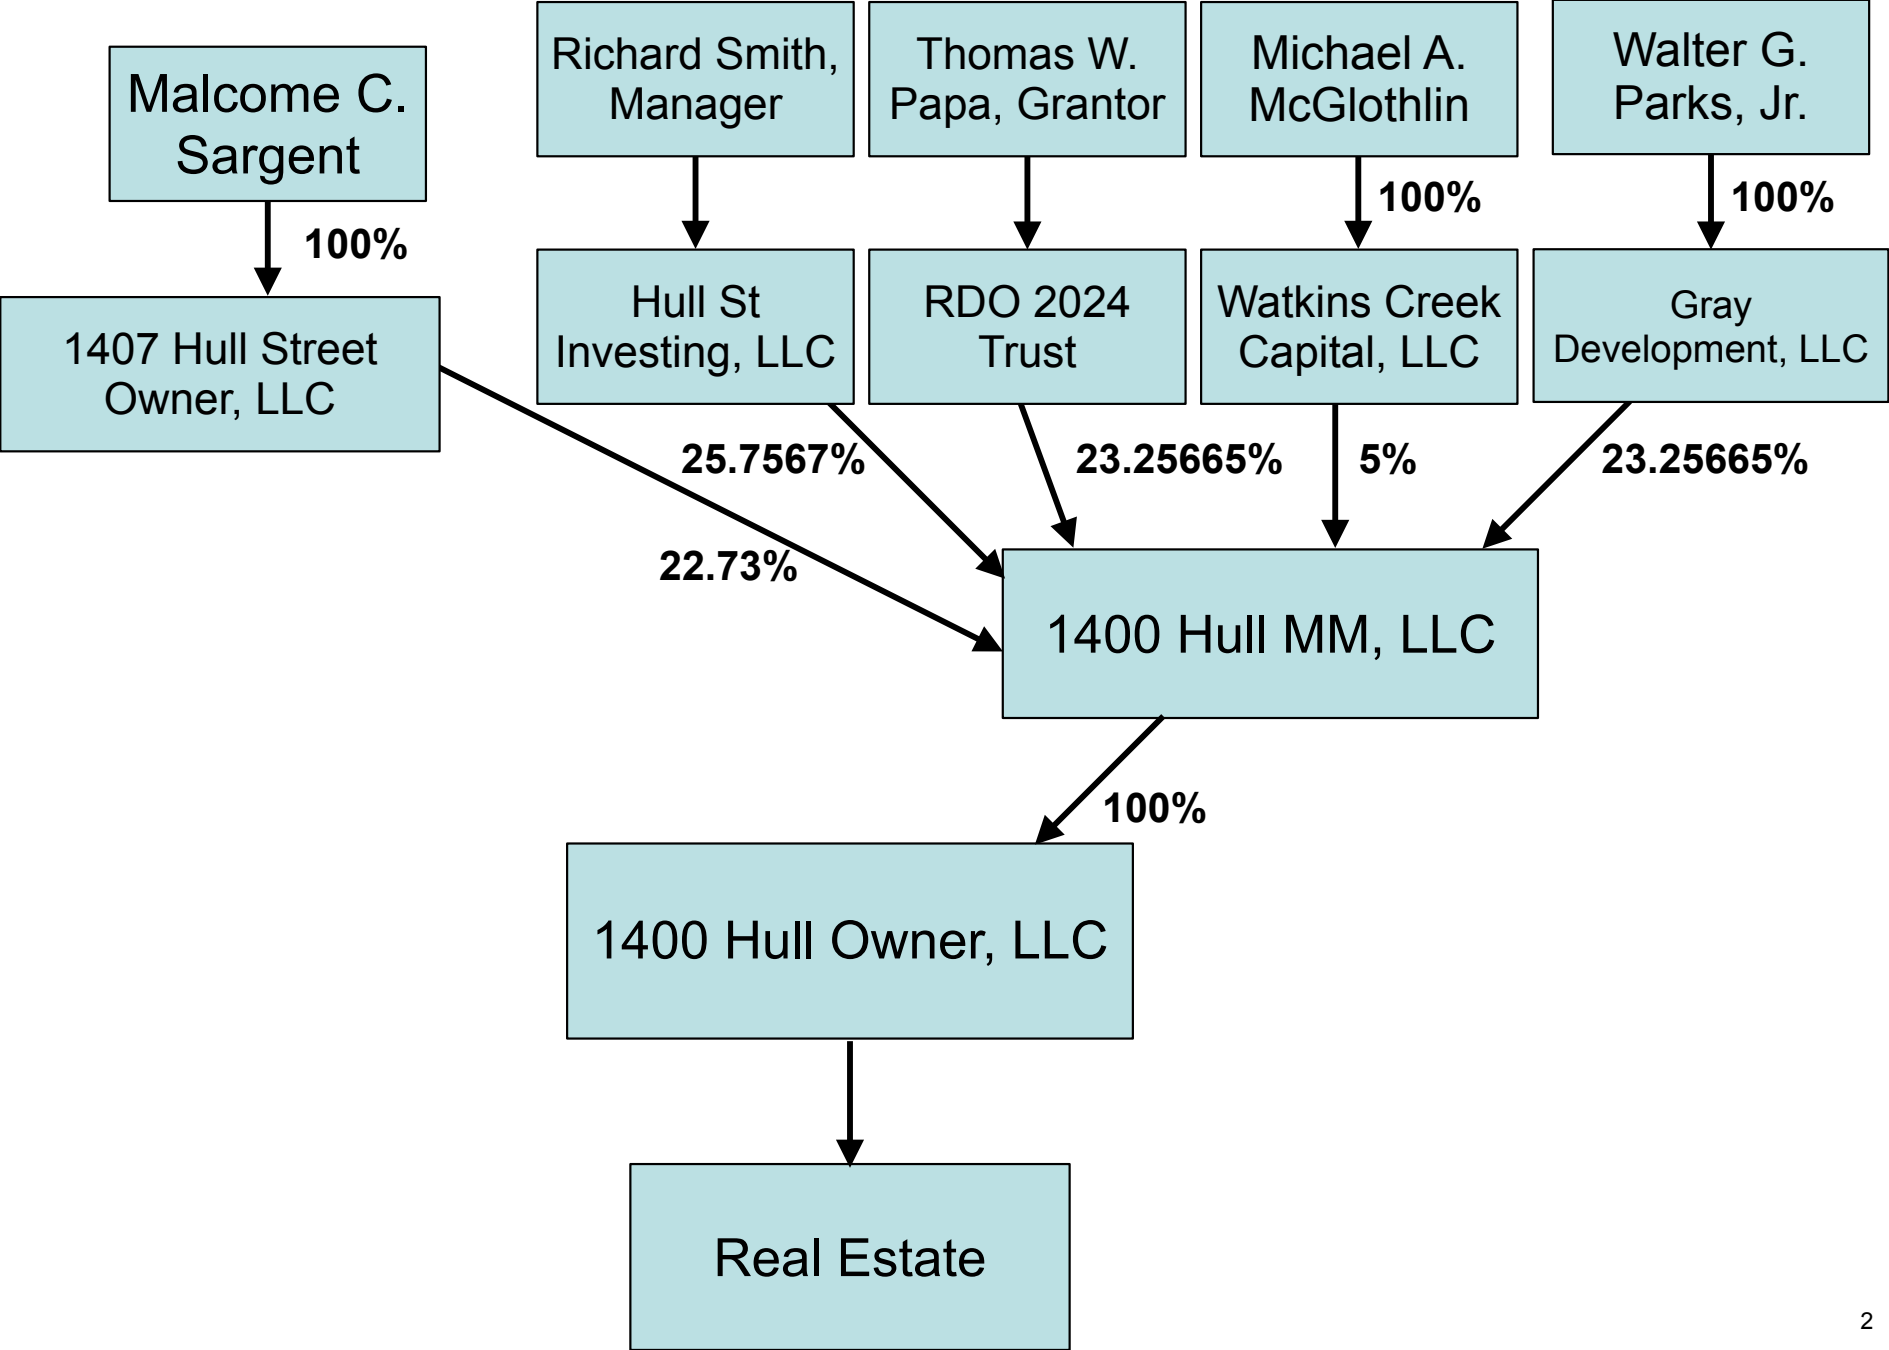 Malcome C.
Sargent
Richard Smith,
Manager
Thomas W.
Papa, Grantor
Michael A.
McGlothlin
Walter G.
Parks, Jr.
100%
100%
100%
1407 Hull Street
Owner, LLC
Hull St
Investing, LLC
RDO 2024
Trust
Watkins Creek
Capital, LLC
Gray
Development, LLC
25.7567%
23.25665%
5%
23.25665%
22.73%
1400 Hull MM, LLC
100%
1400 Hull Owner, LLC
Real Estate
2